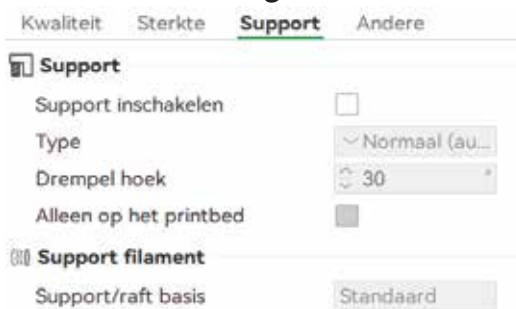 Kwaliteit Sterkte Support Andere
Support
Support inschakelen
Type Normaal (au...
Drempel hoek 30 °
Alleen op het printbed
Support filament
Support/raft basis Standaard